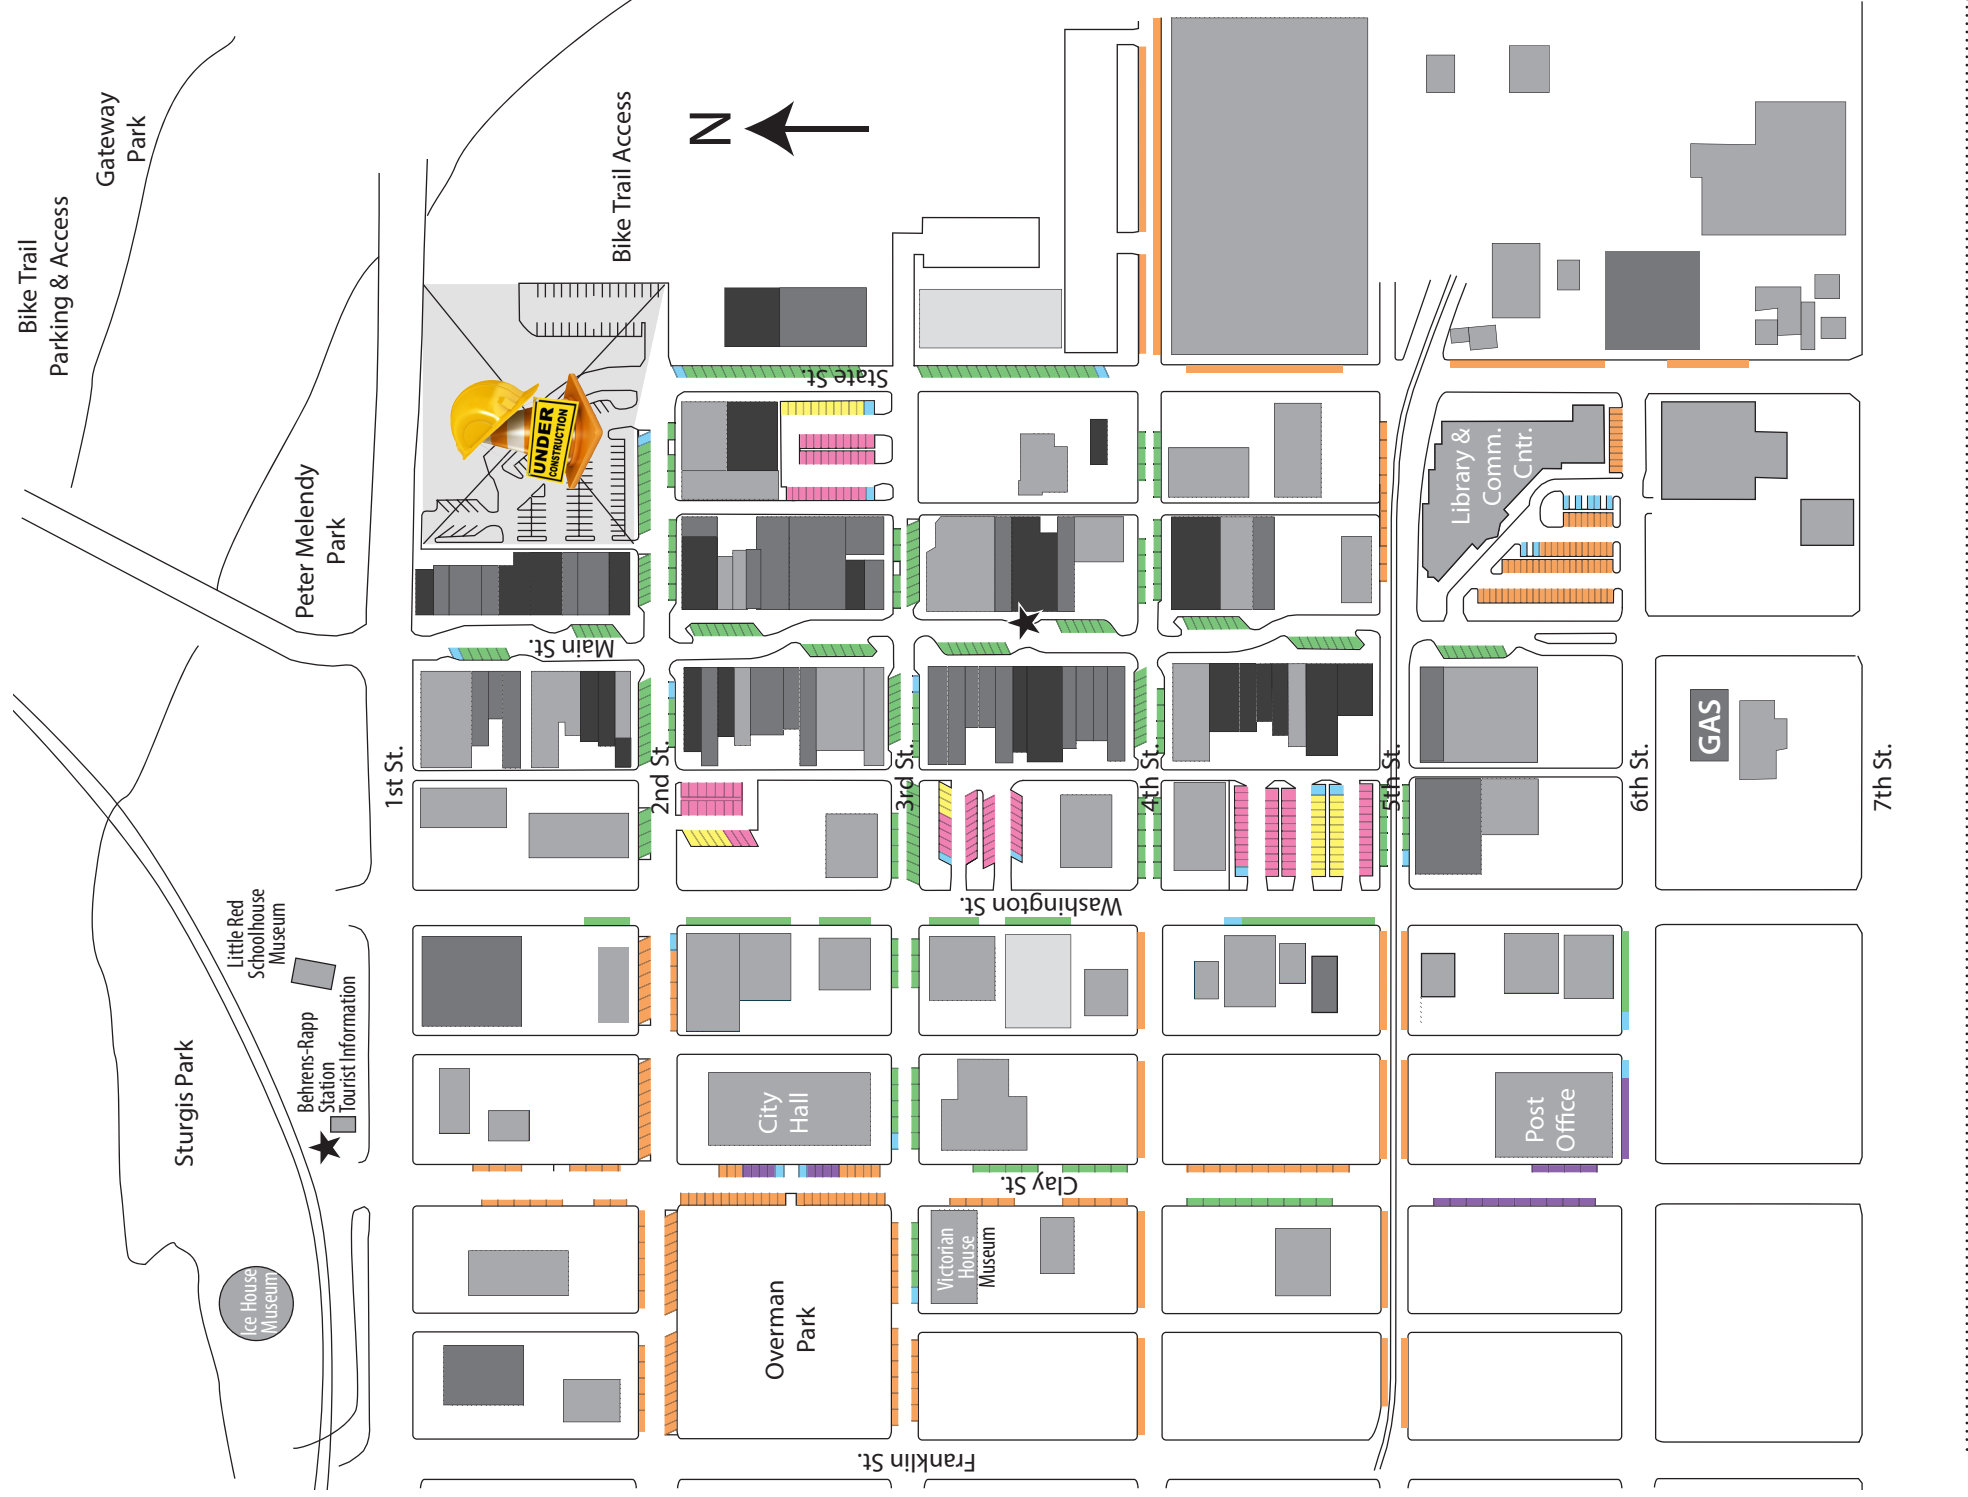 Bike Trail
Parking & Access
Gateway
Park
Peter Melendy
Park
Bike Trail Access
N
UNDER
CONSTRUCTION
State St.
Main St.
Library &
Comm.
Cntr.
GAS
1st St.
2nd St.
3rd St.
4th St.
5th St.
6th St.
7th St.
Washington St.
Little Red
Schoolhouse
Museum
Behrens-Rapp
Station
Tourist Information
Sturgis Park
City
Hall
Post
Office
Clay St.
Ice House
Museum
Overman
Park
Victorian
House
Museum
Franklin St.